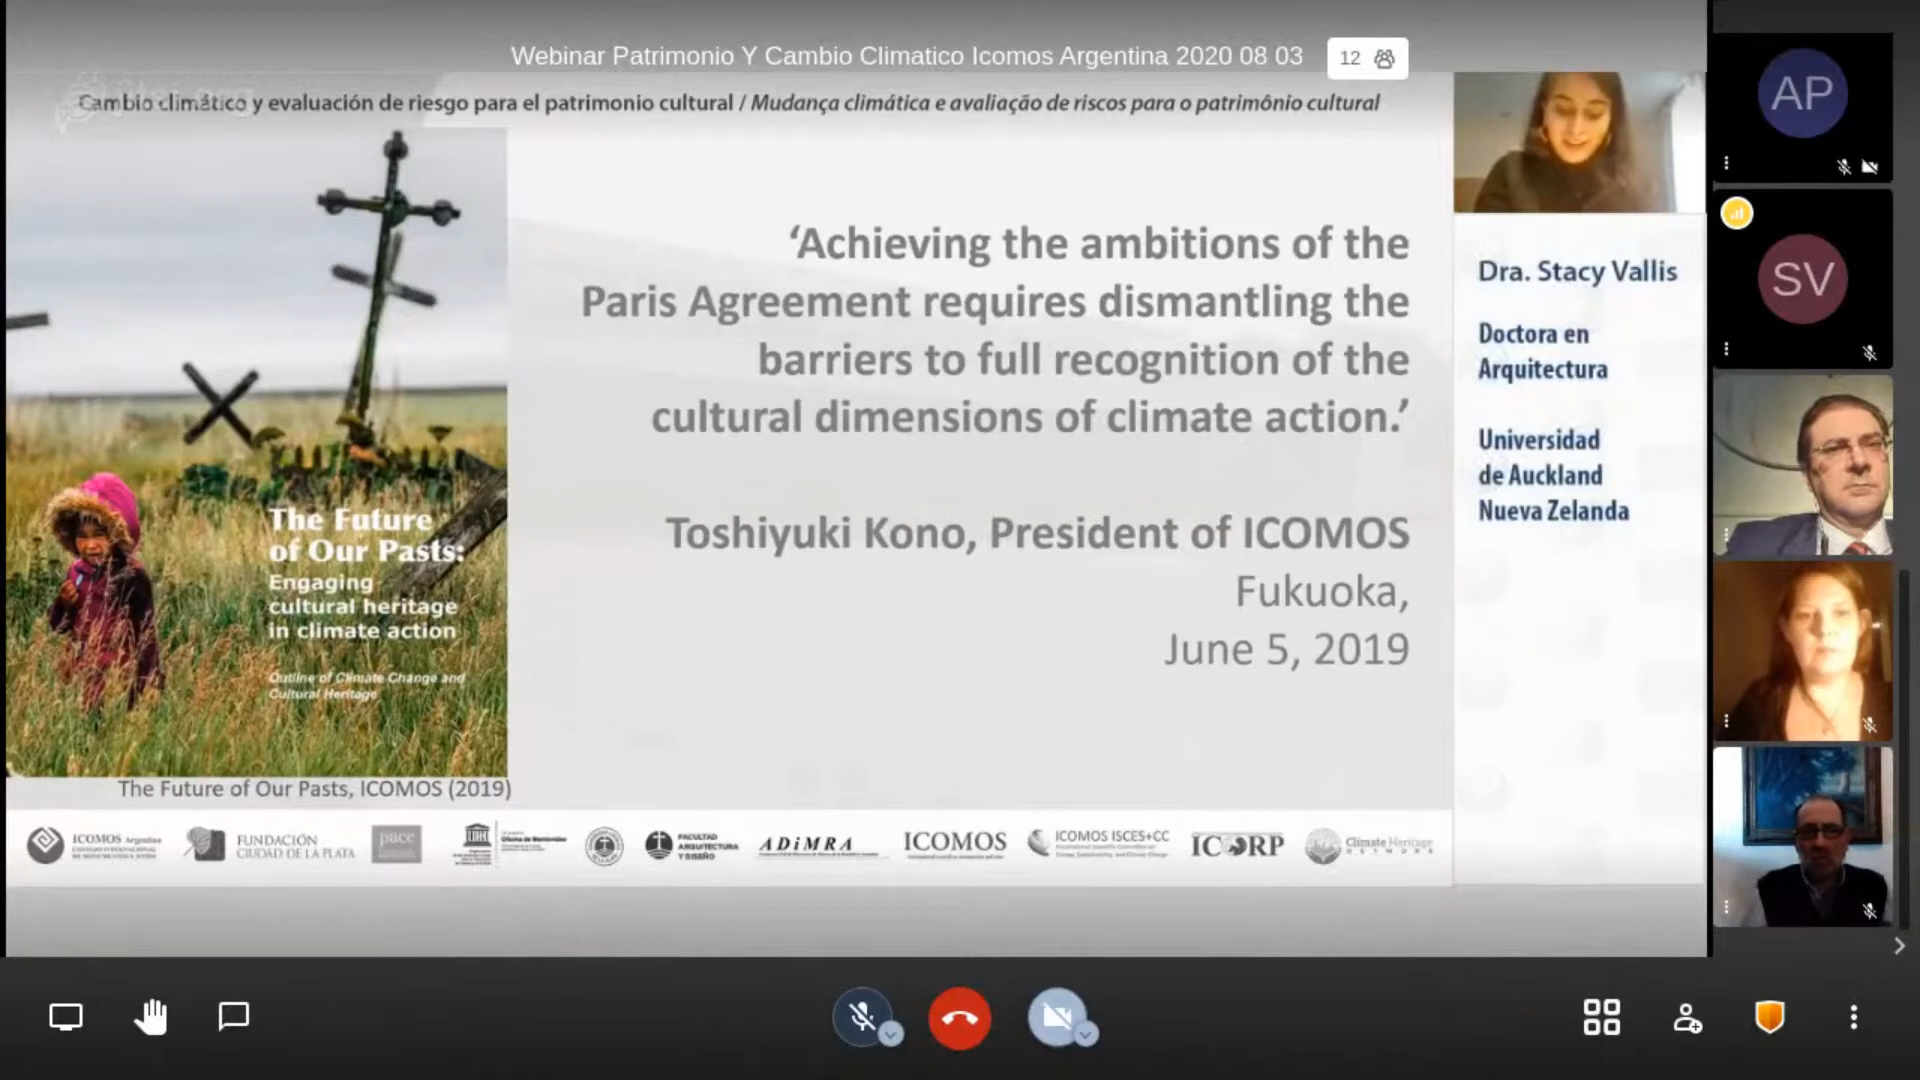 Webinar Patrimonio Y Cambio Climatico Icomos Argentina 2020 08 03
12
Cambio climático y evaluación de riesgo para el patrimonio cultural / Mudança climática e avaliação de riscos para o patrimônio cultural
‘Achieving the ambitions of the
Paris Agreement requires dismantling the
barriers to full recognition of the
cultural dimensions of climate action.’
Toshiyuki Kono, President of ICOMOS
Fukuoka,
June 5, 2019
The Future
of Our Pasts:
Engaging
cultural heritage
in climate action
Outline of Climate Change and
Cultural Heritage
The Future of Our Pasts, ICOMOS (2019)
Dra. Stacy Vallis
Doctora en
Arquitectura
Universidad
de Auckland
Nueva Zelanda
AP
SV
ICOMOS Argentina
FUNDACIÓN
CIUDAD DE LA PLATA
pace
FACULTAD
ARQUITECTURA
Y DISEÑO
ADiMRA
ICOMOS
ICOMOS ISCES+CC
ICORP
Climate Heritage
NETWORK